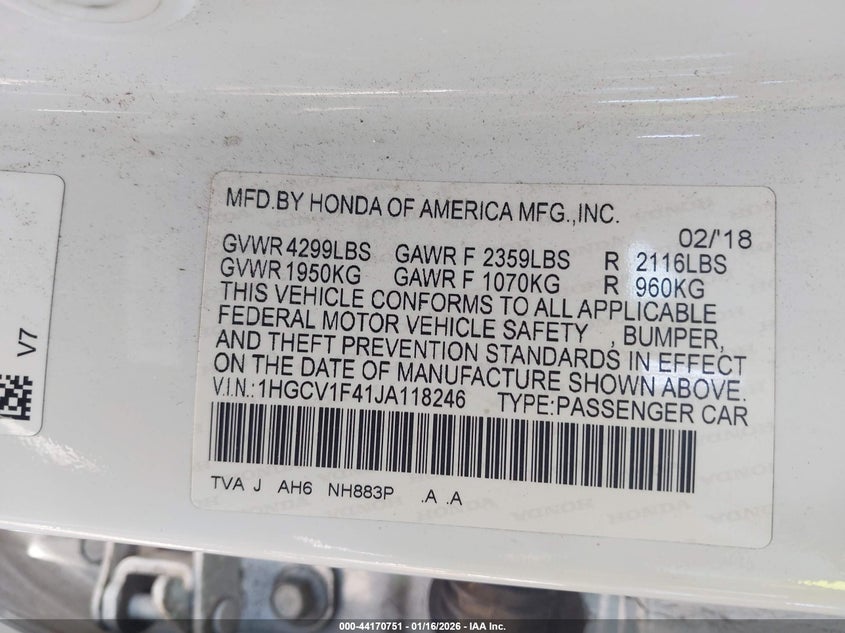 MFD.BY HONDA OF AMERICA MFG.,INC.
02/'18
GVWR 4299LBS GAWR F 2359LBS R 2116LBS
GVWR 1950KG GAWR F 1070KG R 960KG
THIS VEHICLE CONFORMS TO ALL APPLICABLE
FEDERAL MOTOR VEHICLE SAFETY , BUMPER,
AND THEFT PREVENTION STANDARDS IN EFFECT
ON THE DATE OF MANUFACTURE SHOWN ABOVE.
V.I.N.:1HGCV1F41JA118246 TYPE:PASSENGER CAR
TVA J AH6 NH883P .A .A
V7
000-44170751 | 01/16/2026 | IAA Inc.